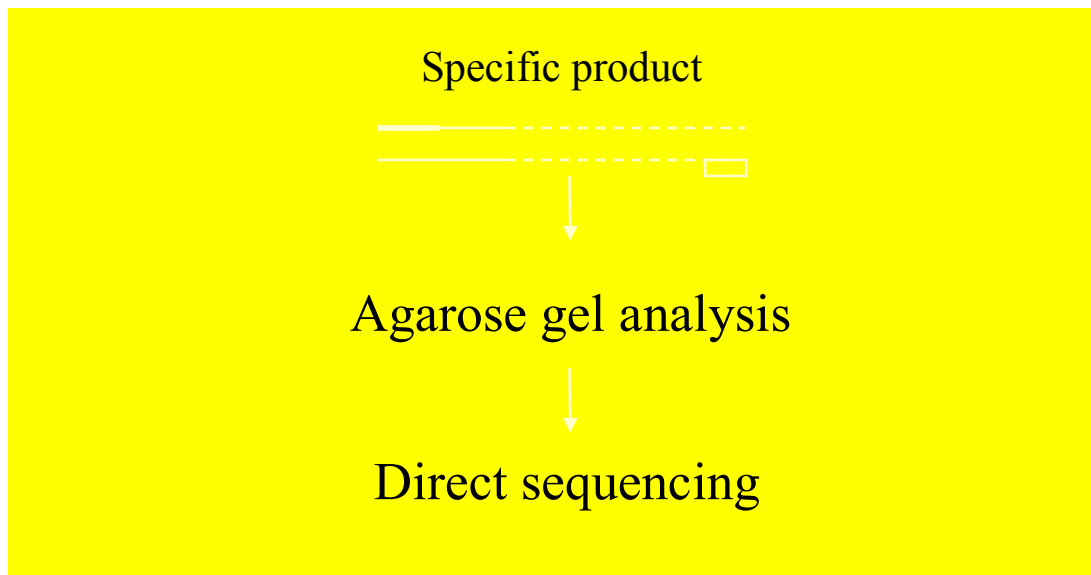 Specific product
Agarose gel analysis
Direct sequencing